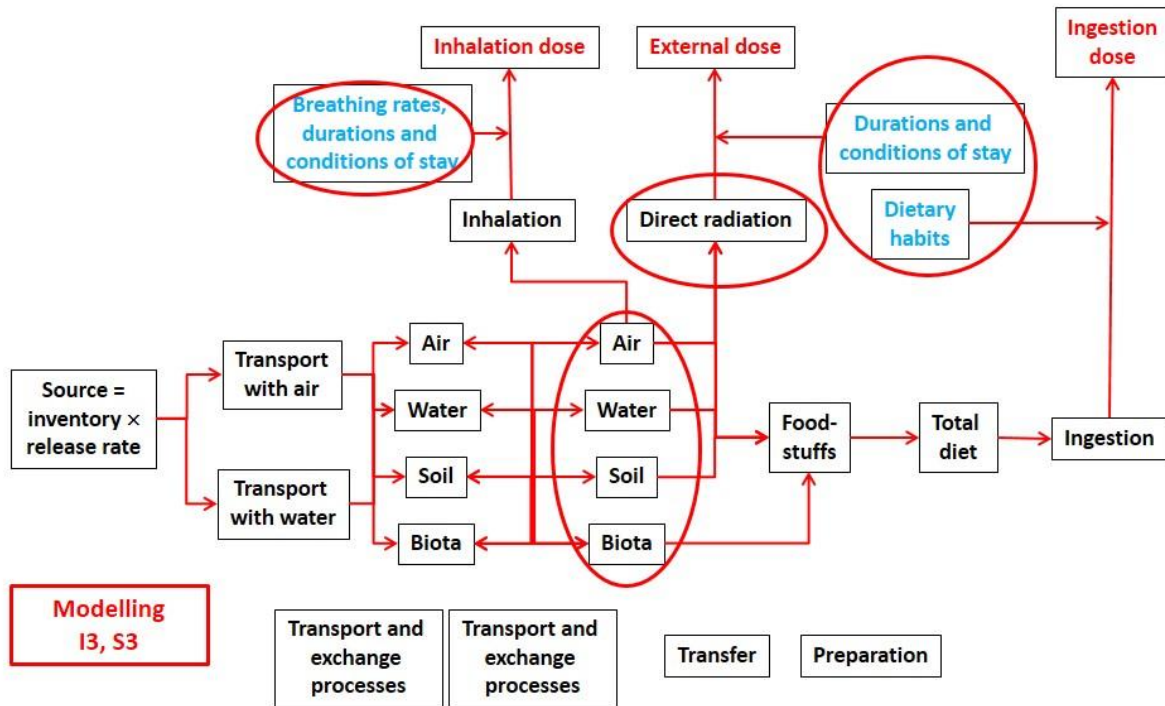 Inhalation dose
External dose
Ingestion
dose
Breathing rates,
durations and
conditions of stay
Durations and
conditions of stay
Inhalation
Direct radiation
Dietary
habits
Source =
inventory ×
release rate
Transport
with air
Transport
with water
Air
Water
Soil
Biota
Air
Water
Soil
Biota
Food-
stuffs
Total
diet
Ingestion
Modelling
I3, S3
Transport and
exchange
processes
Transport and
exchange
processes
Transfer
Preparation